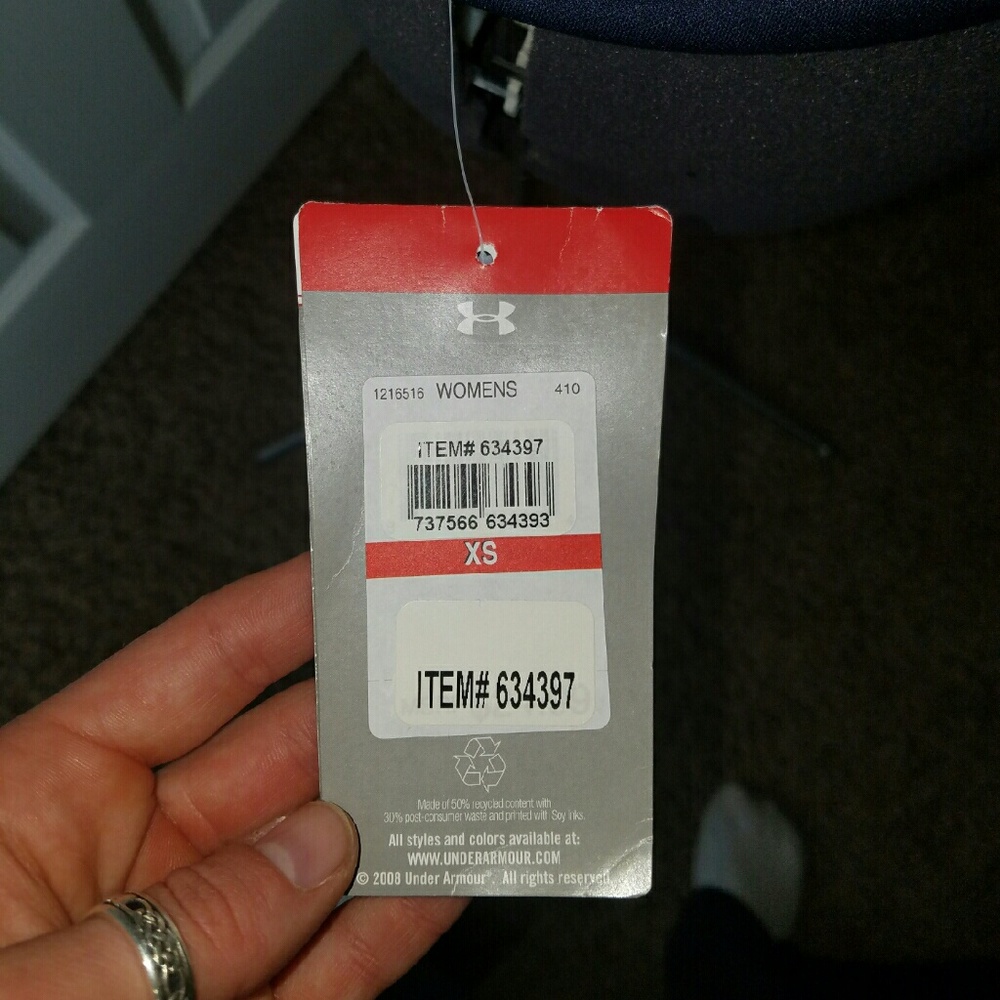 1216516 WOMENS 410
ITEM# 634397
737566 634393
XS
ITEM# 634397
Made of 50% recycled content with
30% post-consumer waste and printed with Soy inks.
All styles and colors available at:
WWW.UNDERARMOUR.COM
© 2008 Under Armour®. All rights reserved.